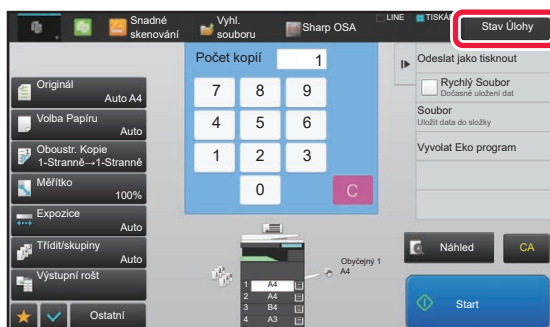 Snadné
skenování
Vyhl.
souboru
Sharp OSA
LINE
TISKÁ
Stav Úlohy
Originál
Auto A4
Volba Papíru
Auto
Oboustr. Kopie
1-Stranně→1-Stranně
Měřítko
100%
Expozice
Auto
Třídit/skupiny
Auto
Výstupní rošt
Ostatní
Počet kopií
1
7 8 9
4 5 6
1 2 3
0 C
1 A4
2 A4
3 B4
4 A3
Obyčejný 1
A4
Odeslat jako tisknout
Rychlý Soubor
Dočasné uložení dat
Soubor
Uložit data do složky
Vyvolat Eko program
Náhled
CA
Start